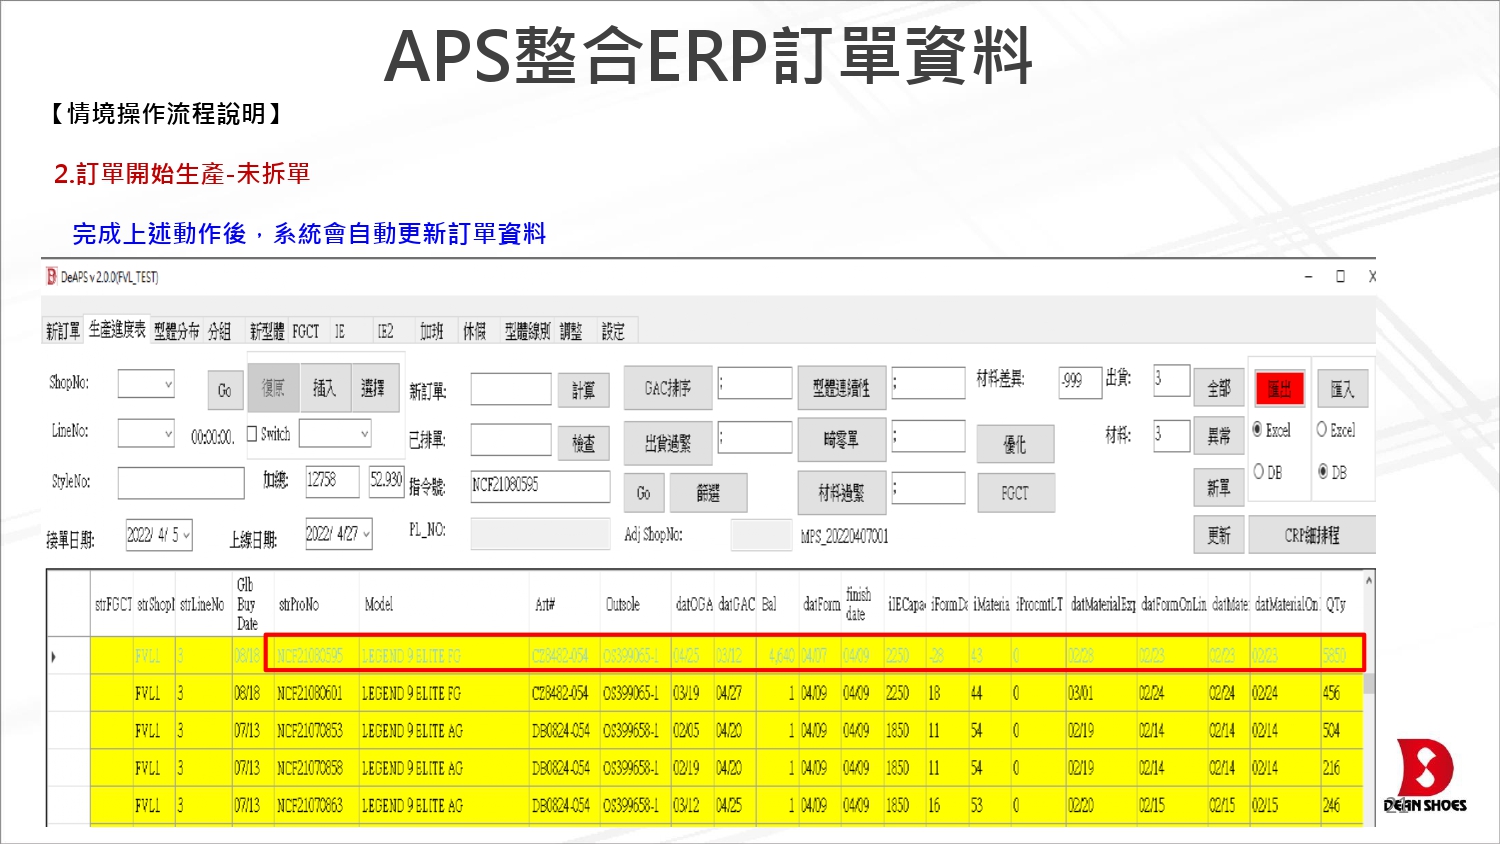 APS整合ERP訂單資料
【情境操作流程說明】
2.訂單開始生產-未拆單
完成上述動作後，系統會自動更新訂單資料
DeAPS v 2.0.0(FVL_TEST)
新訂單 生產進度表 型體分布 分組 新型體 FGCT IE IE2 加班 休假 型體線別 調整 設定
ShopNo: Go 復原 插入 選擇 新訂單: 計算 GAC排序 ; 型體連續性 ; 材料差異: -999 出貨: 3 全部 匯出 匯入
LineNo: 00:00:00. Switch 已排單: 檢查 出貨過緊 ; 畸零單 ; 優化 材料: 3 異常 Excel Excel
StyleNo: 加總: 12758 52.930 指令號: NCF21080595 Go 篩選 材料過緊 ; FGCT 新單 DB DB
接單日期: 2022/ 4/ 5 上線日期: 2022/ 4/27 PL_NO: Adj ShopNo: MPS_20220407001 更新 CRP細排程
strFGCT strShopN strLineNo Glb Buy Date strProNo Model Art# Outsole datOGA datGAC Bal datForm finish date ilECapa iFormDa iMateria iProcmtLT datMaterialExp datFormOnLin datMate datMaterialOn QTy
FVL1 3 08/18 NCF21080595 LEGEND 9 ELITE FG CZ8482-054 OS399065-1 04/25 03/12 4,640 04/07 04/09 2250 -28 43 0 02/28 02/23 02/23 02/23 5850
FVL1 3 08/18 NCF21080601 LEGEND 9 ELITE FG CZ8482-054 OS399065-1 03/19 04/27 1 04/09 04/09 2250 18 44 0 03/01 02/24 02/24 02/24 456
FVL1 3 07/13 NCF21070853 LEGEND 9 ELITE AG DB0824-054 OS399658-1 02/05 04/20 1 04/09 04/09 1850 11 54 0 02/19 02/14 02/14 02/14 504
FVL1 3 07/13 NCF21070858 LEGEND 9 ELITE AG DB0824-054 OS399658-1 02/19 04/20 1 04/09 04/09 1850 11 54 0 02/19 02/14 02/14 02/14 216
FVL1 3 07/13 NCF21070863 LEGEND 9 ELITE AG DB0824-054 OS399658-1 03/12 04/25 1 04/09 04/09 1850 16 53 0 02/20 02/15 02/15 02/15 246
DEAN SHOES
21